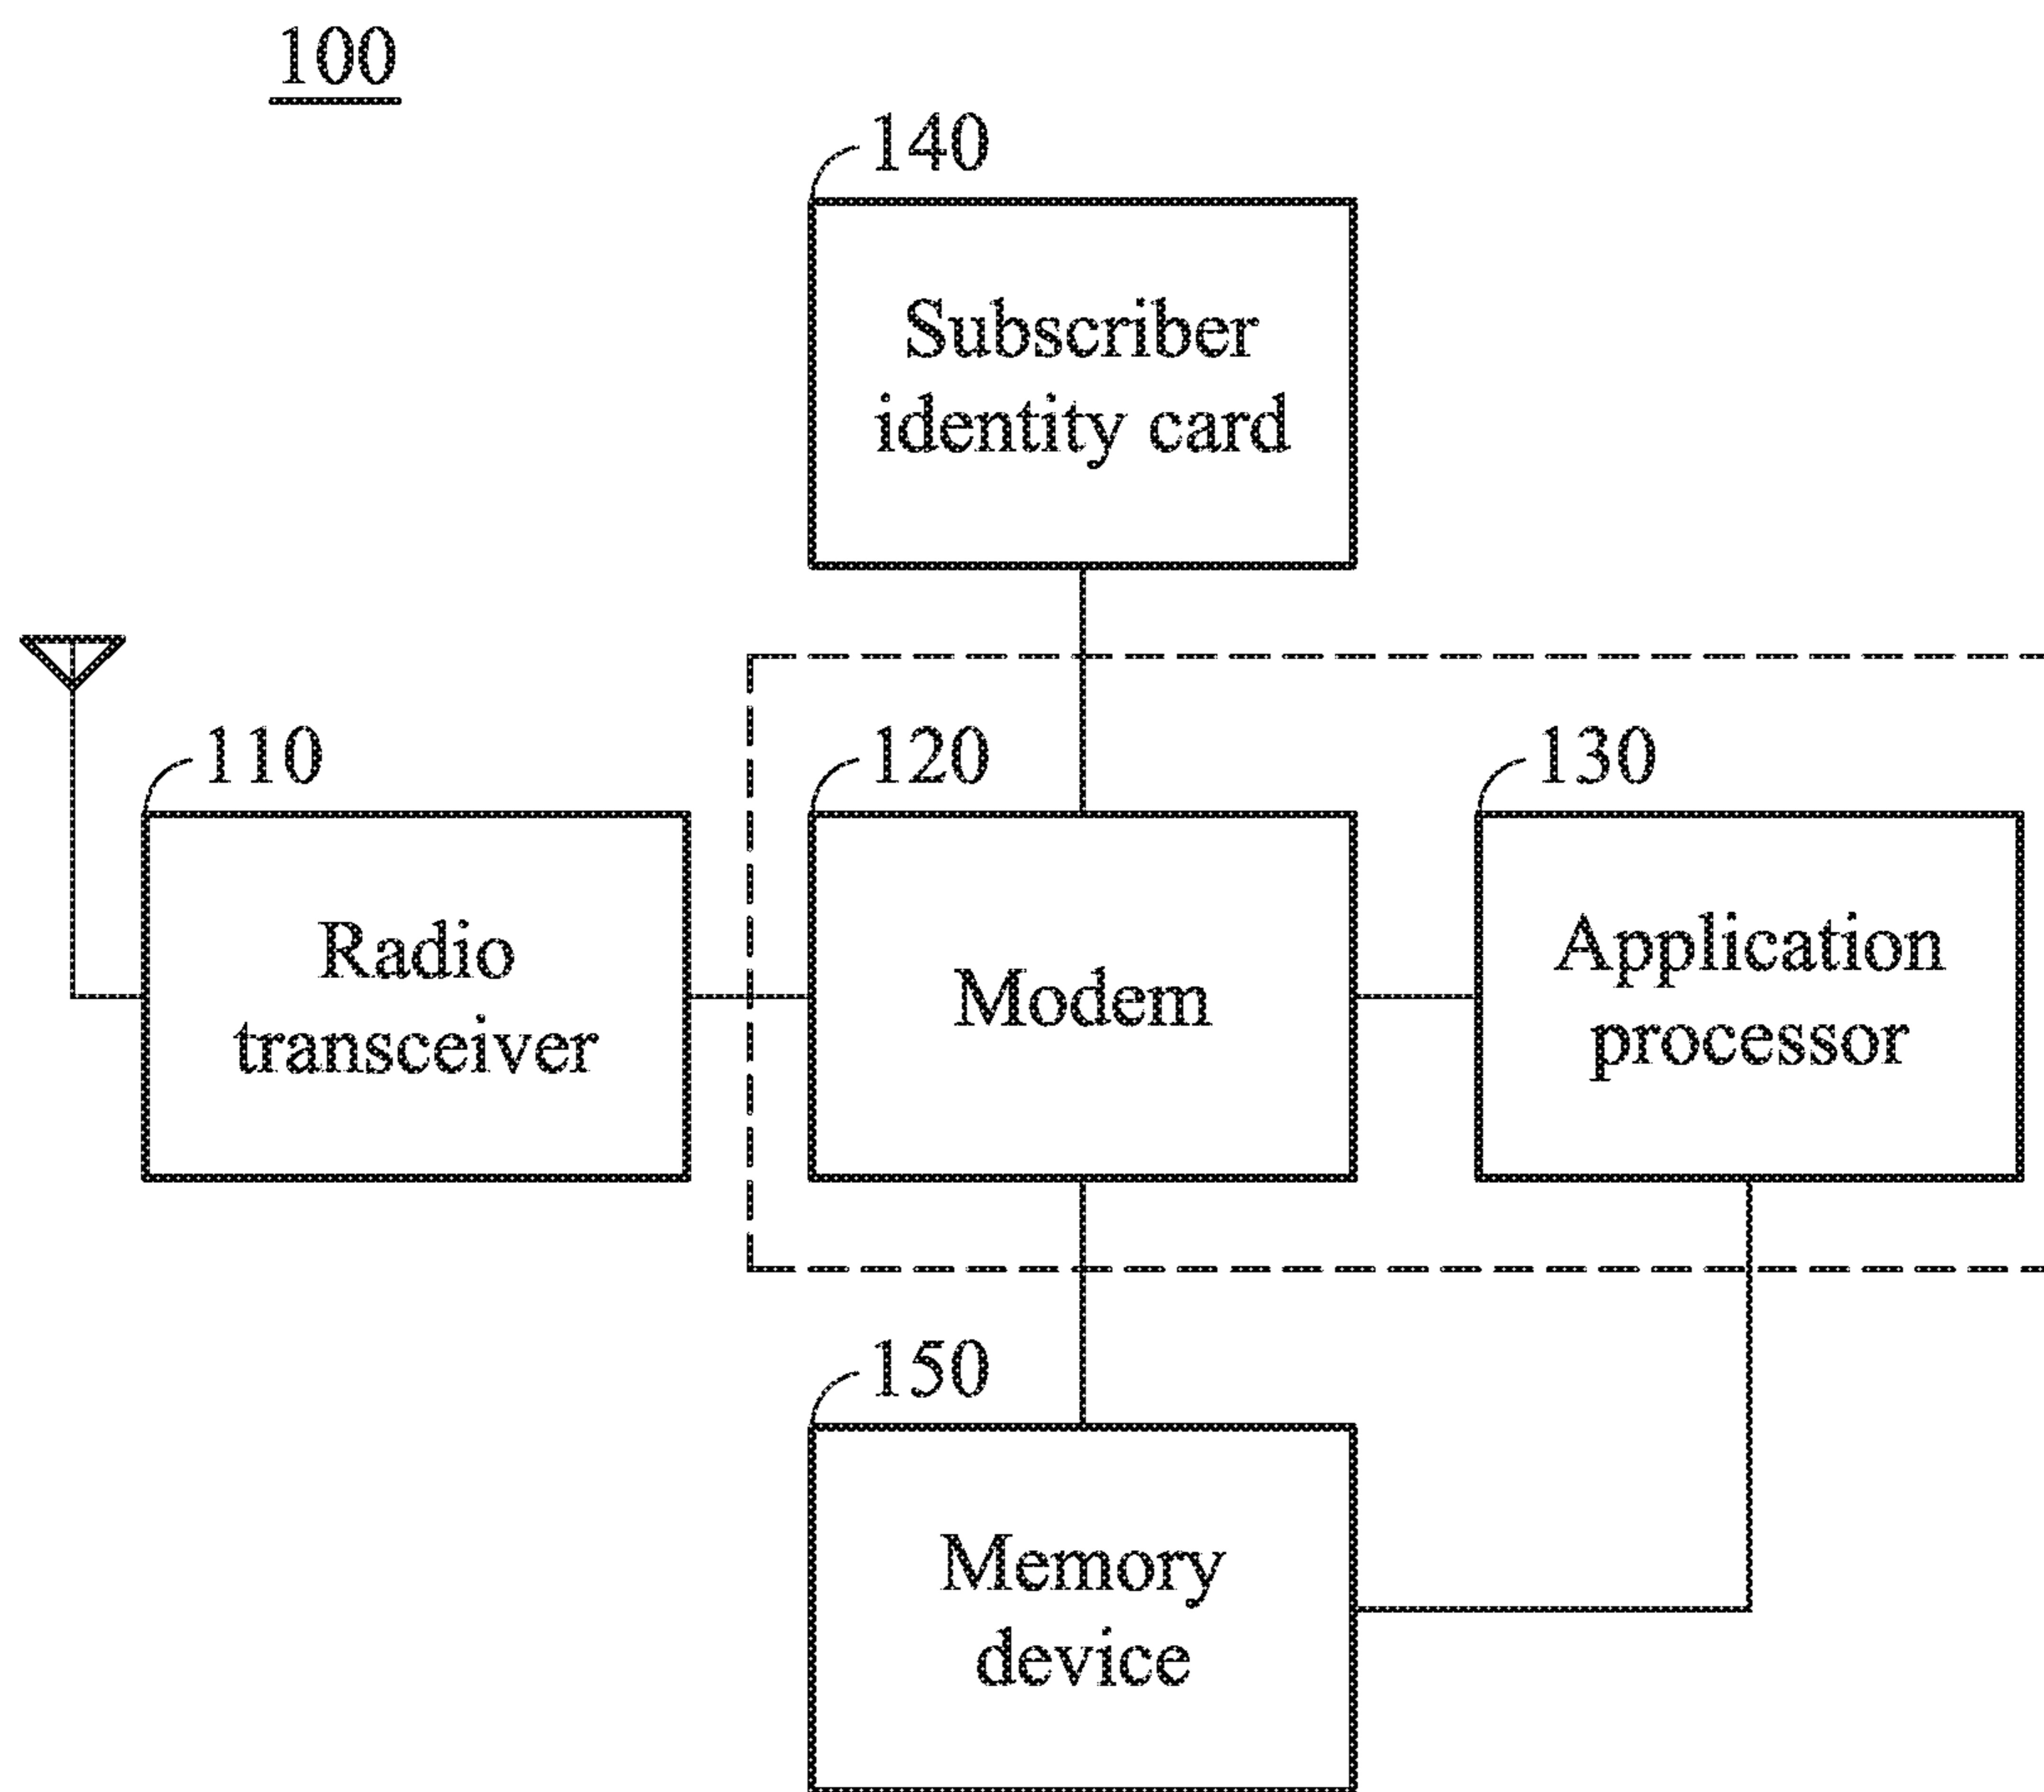 100
140
Subscriber
identity card
110
120
130
Radio
transceiver
Modem
Application
processor
150
Memory
device